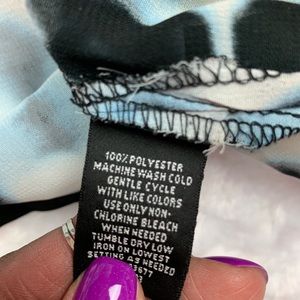 100% POLYESTER
MACHINE WASH COLD
GENTLE CYCLE
WITH LIKE COLORS
USE ONLY NON-
CHLORINE BLEACH
WHEN NEEDED
TUMBLE DRY LOW
IRON ON LOWEST
SETTING AS NEEDED
3677